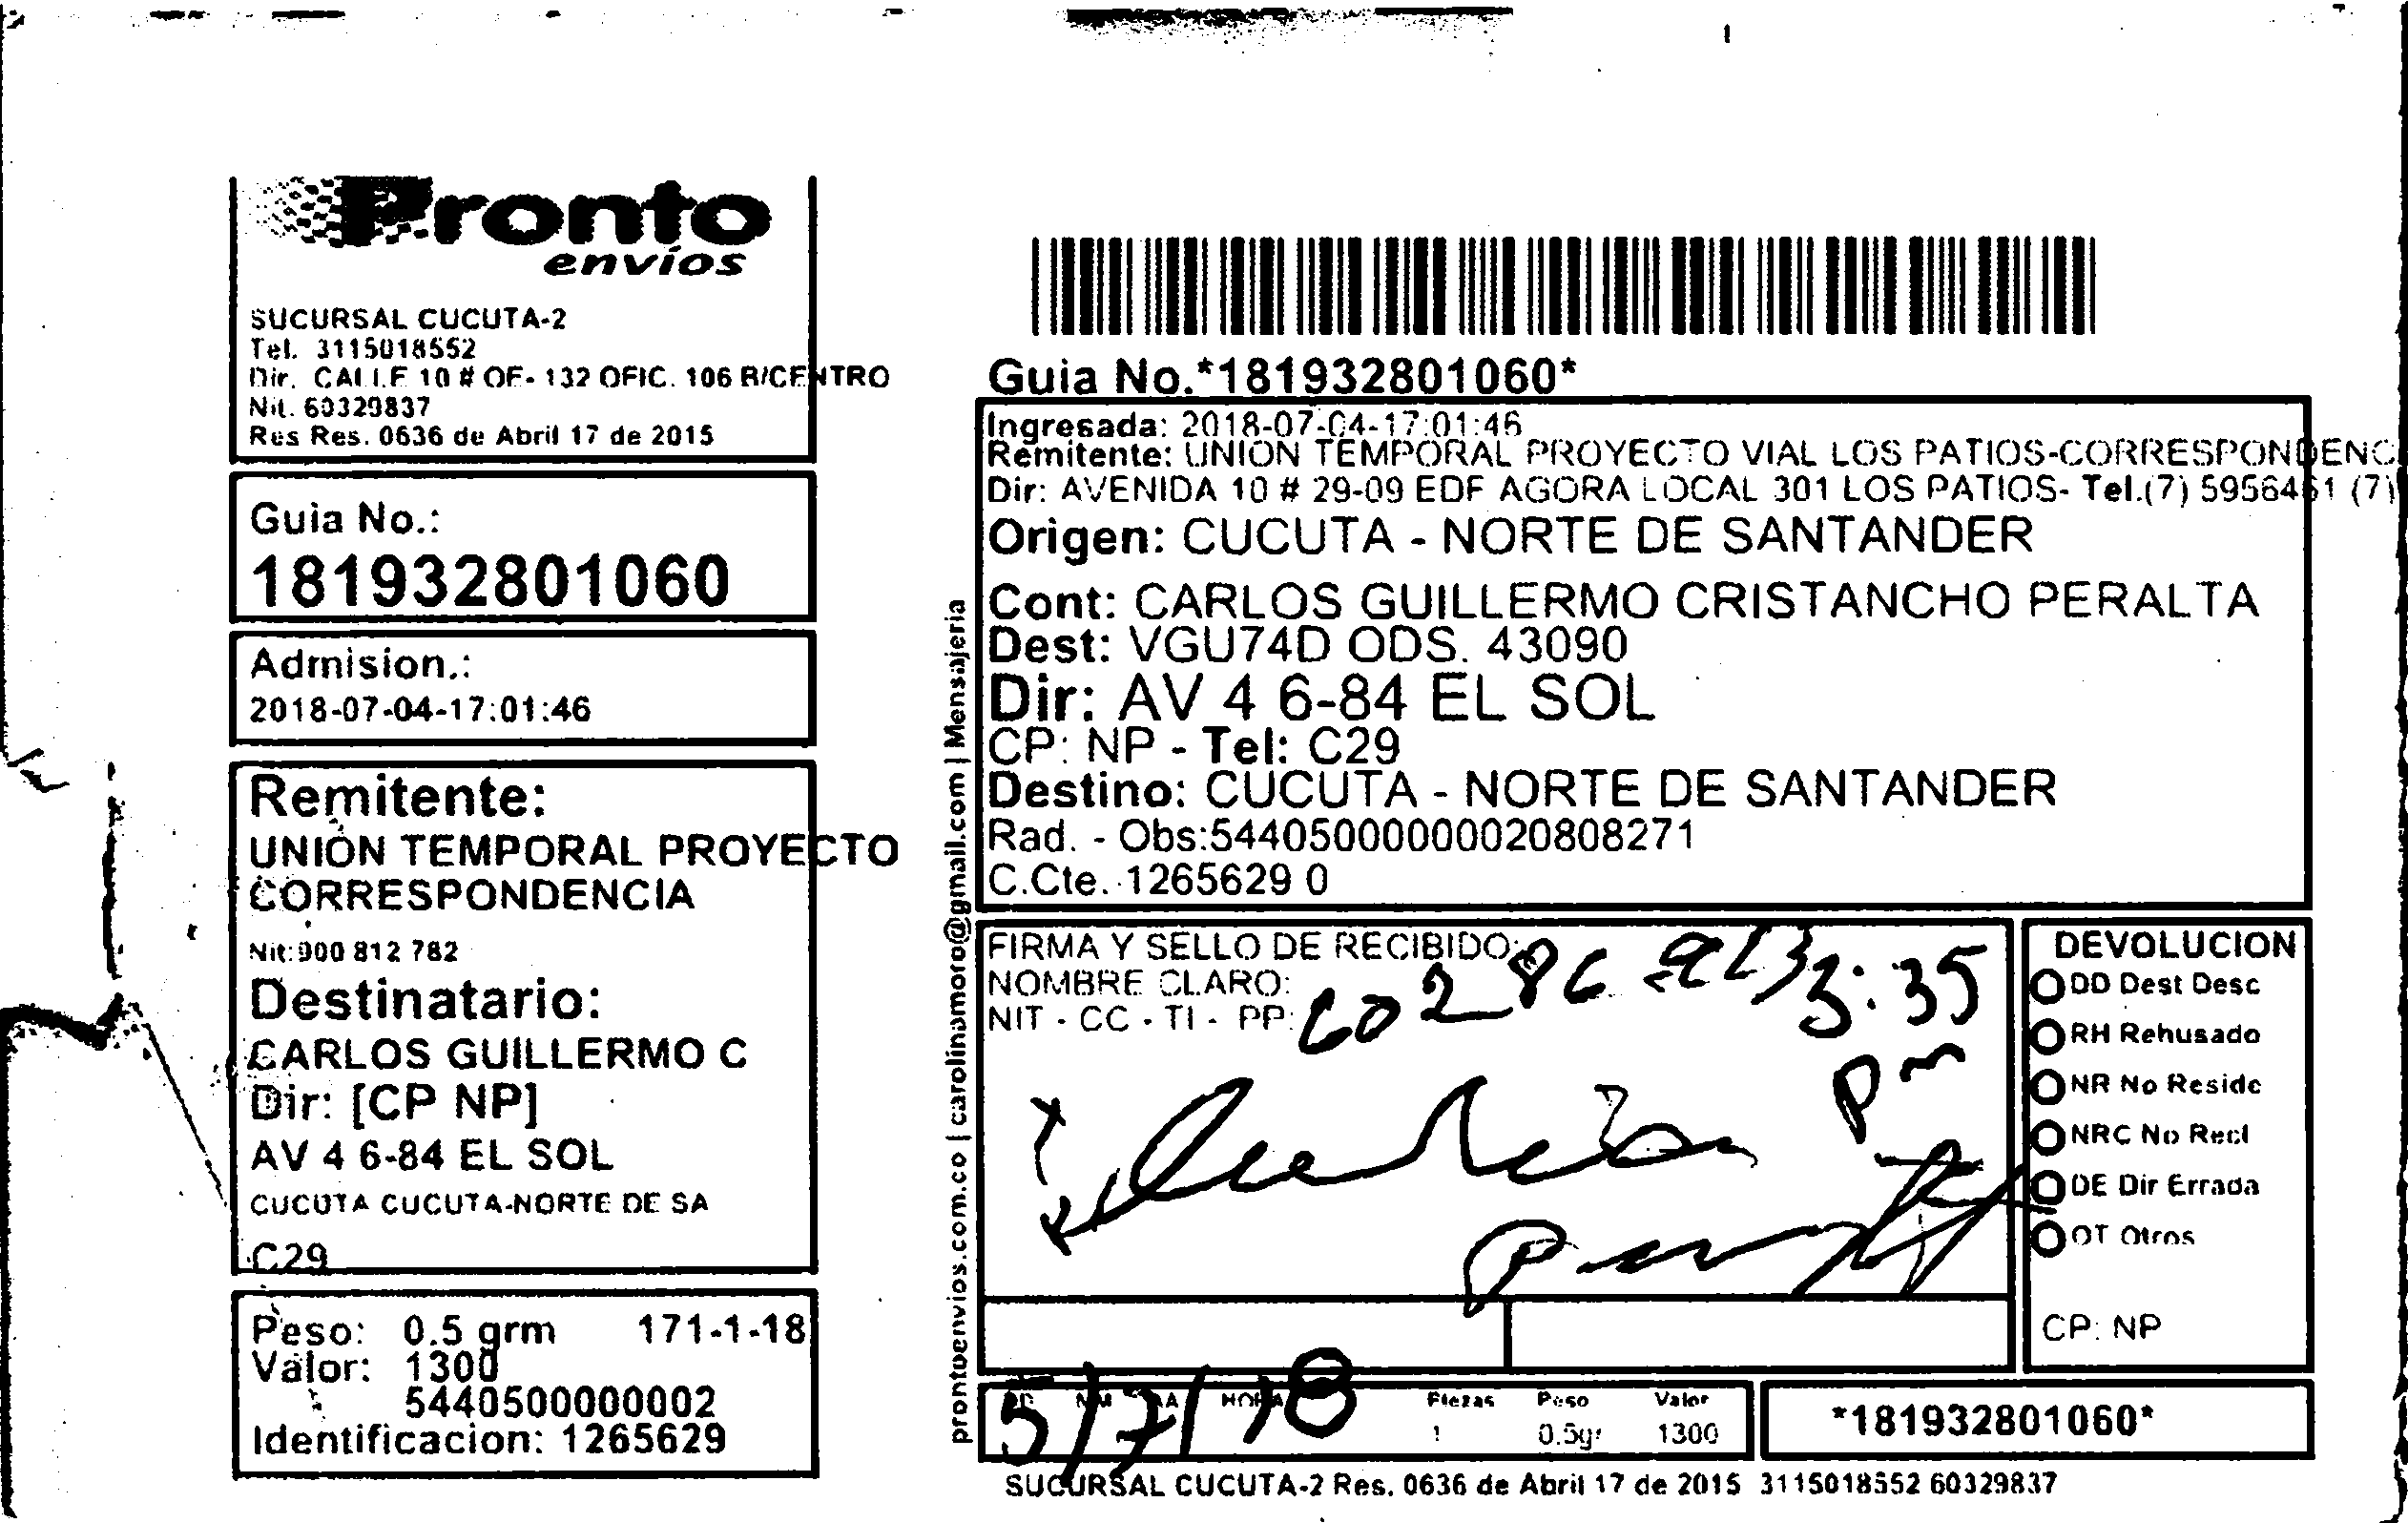 Pronto
envíos
SUCURSAL CUCUTA-2
Tel. 3115018552
Dir. CALLE 10 # OE- 132 OFIC. 106 B/CENTRO
Nit. 60329837
Res Res. 0636 de Abril 17 de 2015
Guia No.:
181932801060
Admision.:
2018-07-04-17:01:46
Remitente:
UNION TEMPORAL PROYECTO
CORRESPONDENCIA
Nit:900 812 782
Destinatario:
CARLOS GUILLERMO C
Dir: [CP NP]
AV 4 6-84 EL SOL
CUCUTA CUCUTA-NORTE DE SA
C29
Peso: 0.5 grm 171-1-18
Valor: 1300
5440500000002
Identificacion: 1265629
prontoenvios.com.co | carolinamoro@gmail.com | Mensajeria
Guia No.*181932801060*
Ingresada: 2018-07-04-17:01:46
Remitente: UNION TEMPORAL PROYECTO VIAL LOS PATIOS-CORRESPONDENC
Dir: AVENIDA 10 # 29-09 EDF AGORA LOCAL 301 LOS PATIOS- Tel.(7) 5956461 (7)
Origen: CUCUTA - NORTE DE SANTANDER
Cont: CARLOS GUILLERMO CRISTANCHO PERALTA
Dest: VGU74D ODS. 43090
Dir: AV 4 6-84 EL SOL
CP: NP - Tel: C29
Destino: CUCUTA - NORTE DE SANTANDER
Rad. - Obs:544050000000020808271
C.Cte. 1265629 0
FIRMA Y SELLO DE RECIBIDO:
NOMBRE CLARO:
NIT - CC - TI - PP:
3:35
Pm
DEVOLUCION
DD Dest Desc
RH Rehusado
NR No Reside
NRC No Recl
DE Dir Errada
OT Otros
CP: NP
DD MM AA HORA Piezas Peso Valor
5/7/18 1 0.5gr 1300
*181932801060*
SUCURSAL CUCUTA-2 Res. 0636 de Abril 17 de 2015 3115018552 60329837